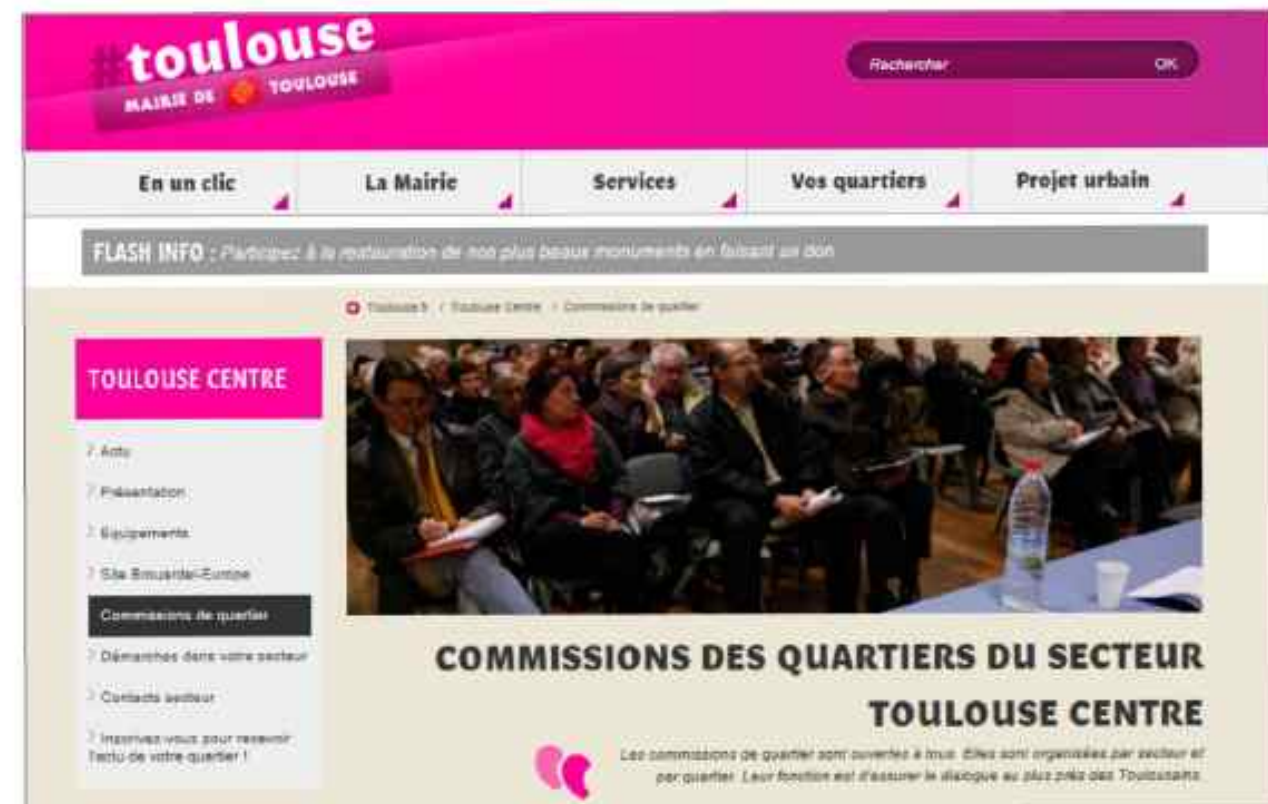 #toulouse
MAIRIE DE TOULOUSE
Rechercher OK
En un clic La Mairie Services Vos quartiers Projet urbain
FLASH INFO : Participez à la restauration de nos plus beaux monuments en faisant un don
Toulouse.fr / Toulouse Centre / Commissions de quartier
TOULOUSE CENTRE
Actu
Présentation
Equipements
Site Brouardel-Europe
Commissions de quartier
Démarches dans votre secteur
Contacts secteur
Inscrivez-vous pour recevoir
l'actu de votre quartier !
COMMISSIONS DES QUARTIERS DU SECTEUR
TOULOUSE CENTRE
Les commissions de quartier sont ouvertes à tous. Elles sont organisées par secteur et
par quartier. Leur fonction est d'assurer le dialogue au plus près des Toulousains.